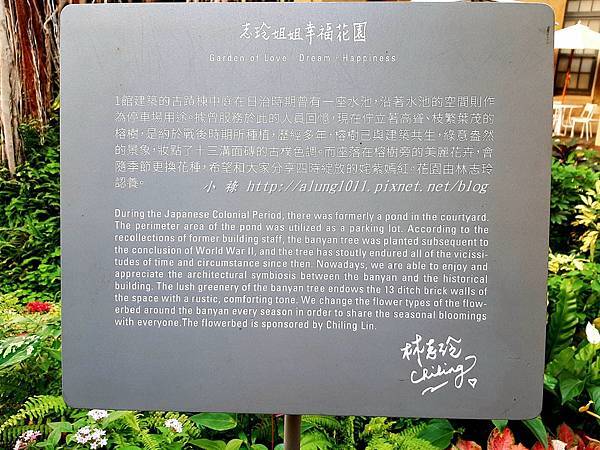 志玲姐姐幸福花園
Garden of Love · Dream · Happiness
1館建築的古蹟棟中庭在日治時期曾有一座水池，沿著水池的空間則作
為停車場用途。據曾服務於此的人員回憶，現在佇立著高聳、枝繁葉茂的
榕樹，是約於戰後時期所種植，歷經多年，榕樹已與建築共生，綠意盎然
的景象，妝點了十三溝面磚的古樸色調。而座落在榕樹旁的美麗花卉，會
隨季節更換花種，希望和大家分享四時綻放的奼紫嫣紅。花園由林志玲
認養。
小 祿 http://alung1011.pixnet.net/blog
During the Japanese Colonial Period, there was formerly a pond in the courtyard.
The perimeter area of the pond was utilized as a parking lot. According to the
recollections of former building staff, the banyan tree was planted subsequent to
the conclusion of World War II, and the tree has stoutly endured all of the vicissi-
tudes of time and circumstance since then. Nowadays, we are able to enjoy and
appreciate the architectural symbiosis between the banyan and the historical
building. The lush greenery of the banyan tree endows the 13 ditch brick walls of
the space with a rustic, comforting tone. We change the flower types of the flow-
erbed around the banyan every season in order to share the seasonal bloomings
with everyone.The flowerbed is sponsored by Chiling Lin.
林志玲
Chiling